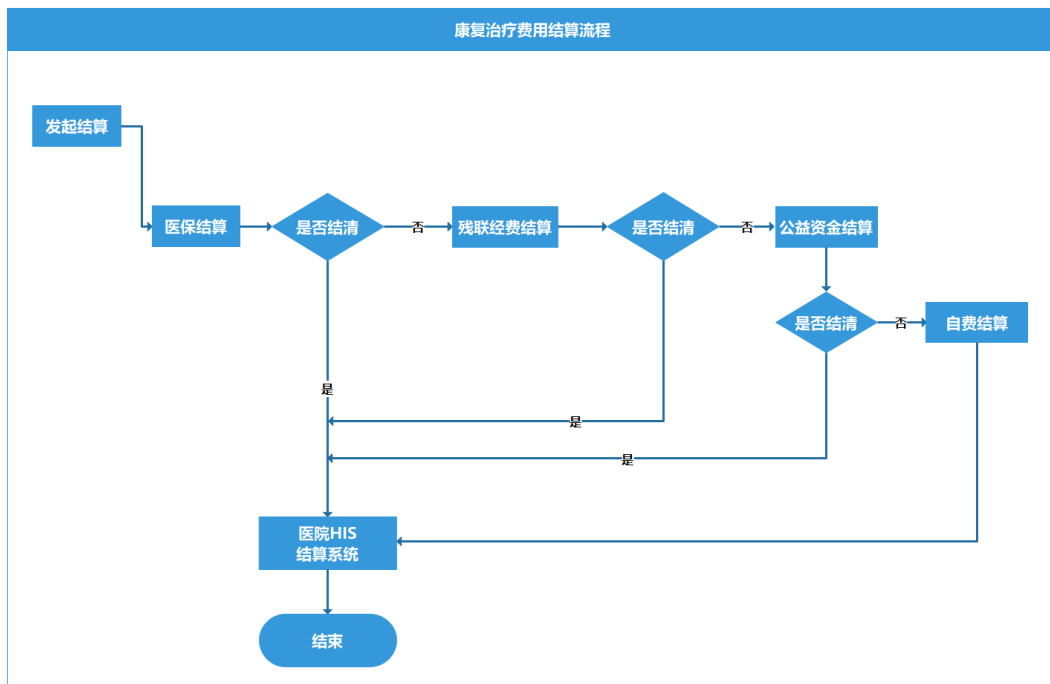 康复治疗费用结算流程
发起结算
医保结算
是否结清
否
残联经费结算
是否结清
否
公益资金结算
是否结清
否
自费结算
是
是
是
医院HIS
结算系统
结束